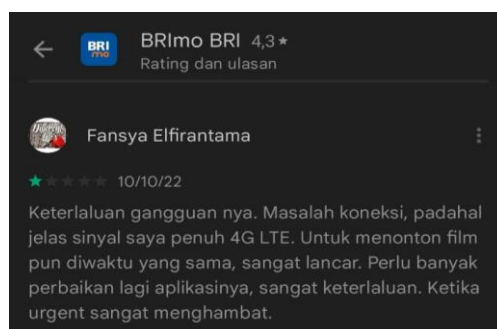 BRI
mo
BRImo BRI 4,3★
Rating dan ulasan
Fansya Elfirantama
10/10/22
Keterlaluan gangguan nya. Masalah koneksi, padahal
jelas sinyal saya penuh 4G LTE. Untuk menonton film
pun diwaktu yang sama, sangat lancar. Perlu banyak
perbaikan lagi aplikasinya, sangat keterlaluan. Ketika
urgent sangat menghambat.